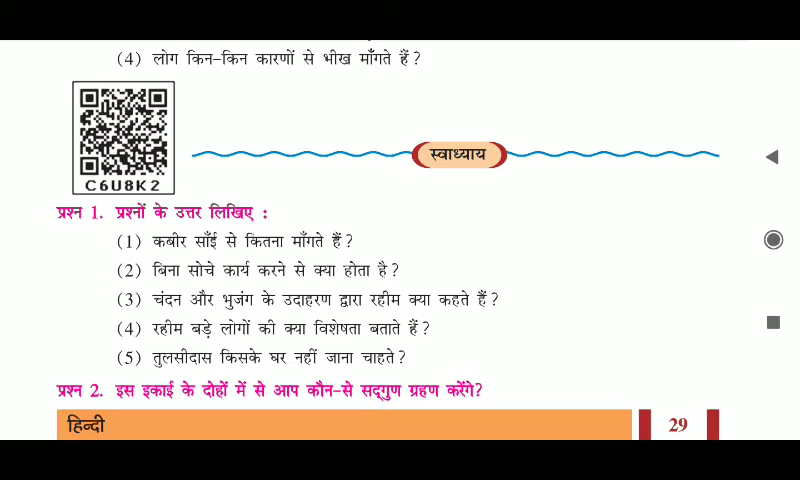 (4) लोग किन-किन कारणों से भीख माँगते हैं ?
C6U8K2
स्वाध्याय
प्रश्न 1. प्रश्नों के उत्तर लिखिए :
(1) कबीर साँई से कितना माँगते हैं ?
(2) बिना सोचे कार्य करने से क्या होता है ?
(3) चंदन और भुजंग के उदाहरण द्वारा रहीम क्या कहते हैं ?
(4) रहीम बड़े लोगों की क्या विशेषता बताते हैं ?
(5) तुलसीदास किसके घर नहीं जाना चाहते ?
प्रश्न 2. इस इकाई के दोहों में से आप कौन-से सद्‌गुण ग्रहण करेंगे?
हिन्दी
29